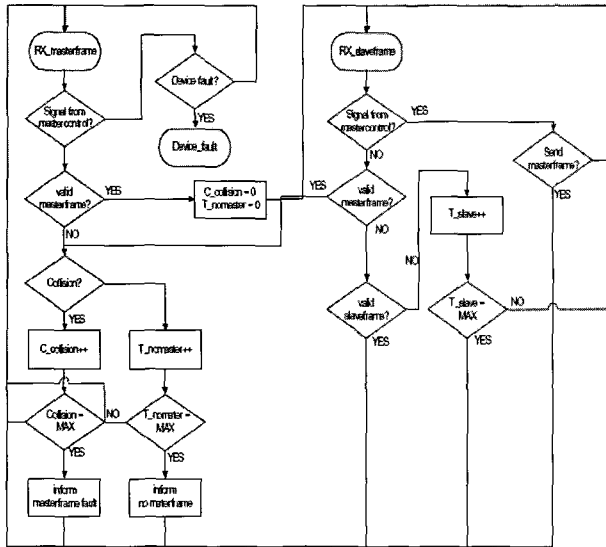 RX_masterframe
Signal from
mastercontrol?
valid
masterframe?
YES
NO
Collision?
YES
C_collision++
Collision =
MAX
YES
inform
masterframe fault
Device fault?
YES
Device_fault
C_collision = 0
T_nomaster = 0
T_nomaster++
NO
T_nomater =
MAX
YES
inform
no materframe
RX_slaveframe
Signal from
mastercontrol?
YES
NO
YES
valid
masterframe?
NO
valid
slaveframe?
YES
NO
T_slave++
T_slave =
MAX
NO
YES
Send
masterframe?
YES